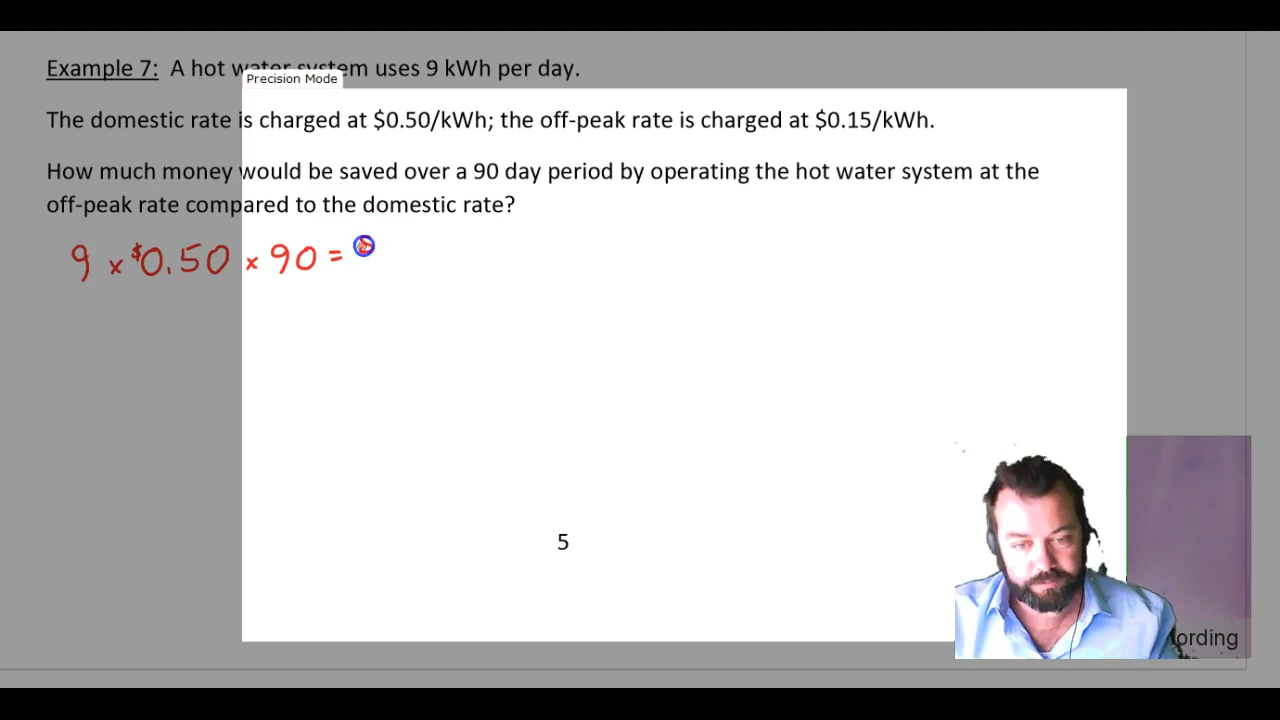 Example 7: A hot water system uses 9 kWh per day.
Precision Mode
The domestic rate is charged at $0.50/kWh; the off-peak rate is charged at $0.15/kWh.
How much money would be saved over a 90 day period by operating the hot water system at the
off-peak rate compared to the domestic rate?
9 × $0.50 × 90 =
5
ording